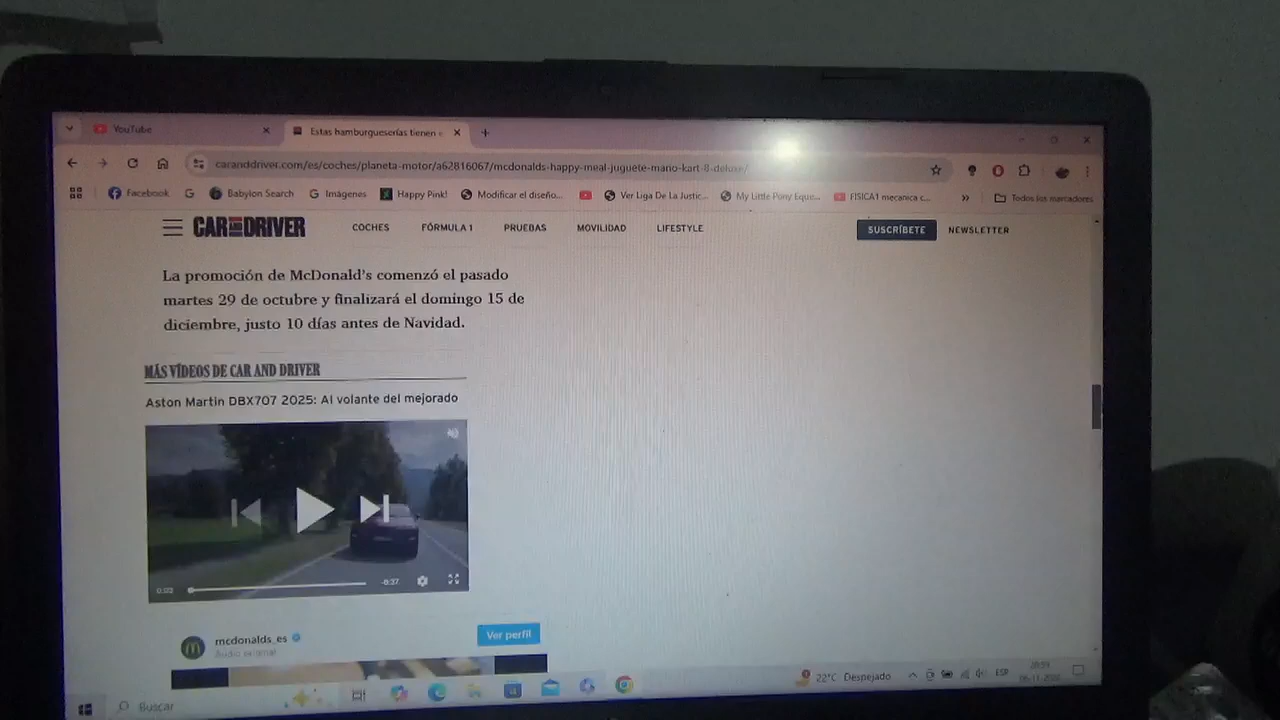 YouTube
Estas hamburgueserías tienen e
caranddriver.com/es/coches/planeta-motor/a62816067/mcdonalds-happy-meal-juguete-mario-kart-8-deluxe/
Facebook
Babylon Search
Imágenes
Happy Pink!
Modificar el diseño...
Ver Liga De La Justic...
My Little Pony Eque...
FISICA1 mecanica c...
Todos los marcadores
CAR AND DRIVER
COCHES
FÓRMULA 1
PRUEBAS
MOVILIDAD
LIFESTYLE
SUSCRÍBETE
NEWSLETTER
La promoción de McDonald's comenzó el pasado
martes 29 de octubre y finalizará el domingo 15 de
diciembre, justo 10 días antes de Navidad.
MÁS VÍDEOS DE CAR AND DRIVER
Aston Martin DBX707 2025: Al volante del mejorado
mcdonalds_es
Audio original
Ver perfil
Buscar
22°C Despejado
ESP